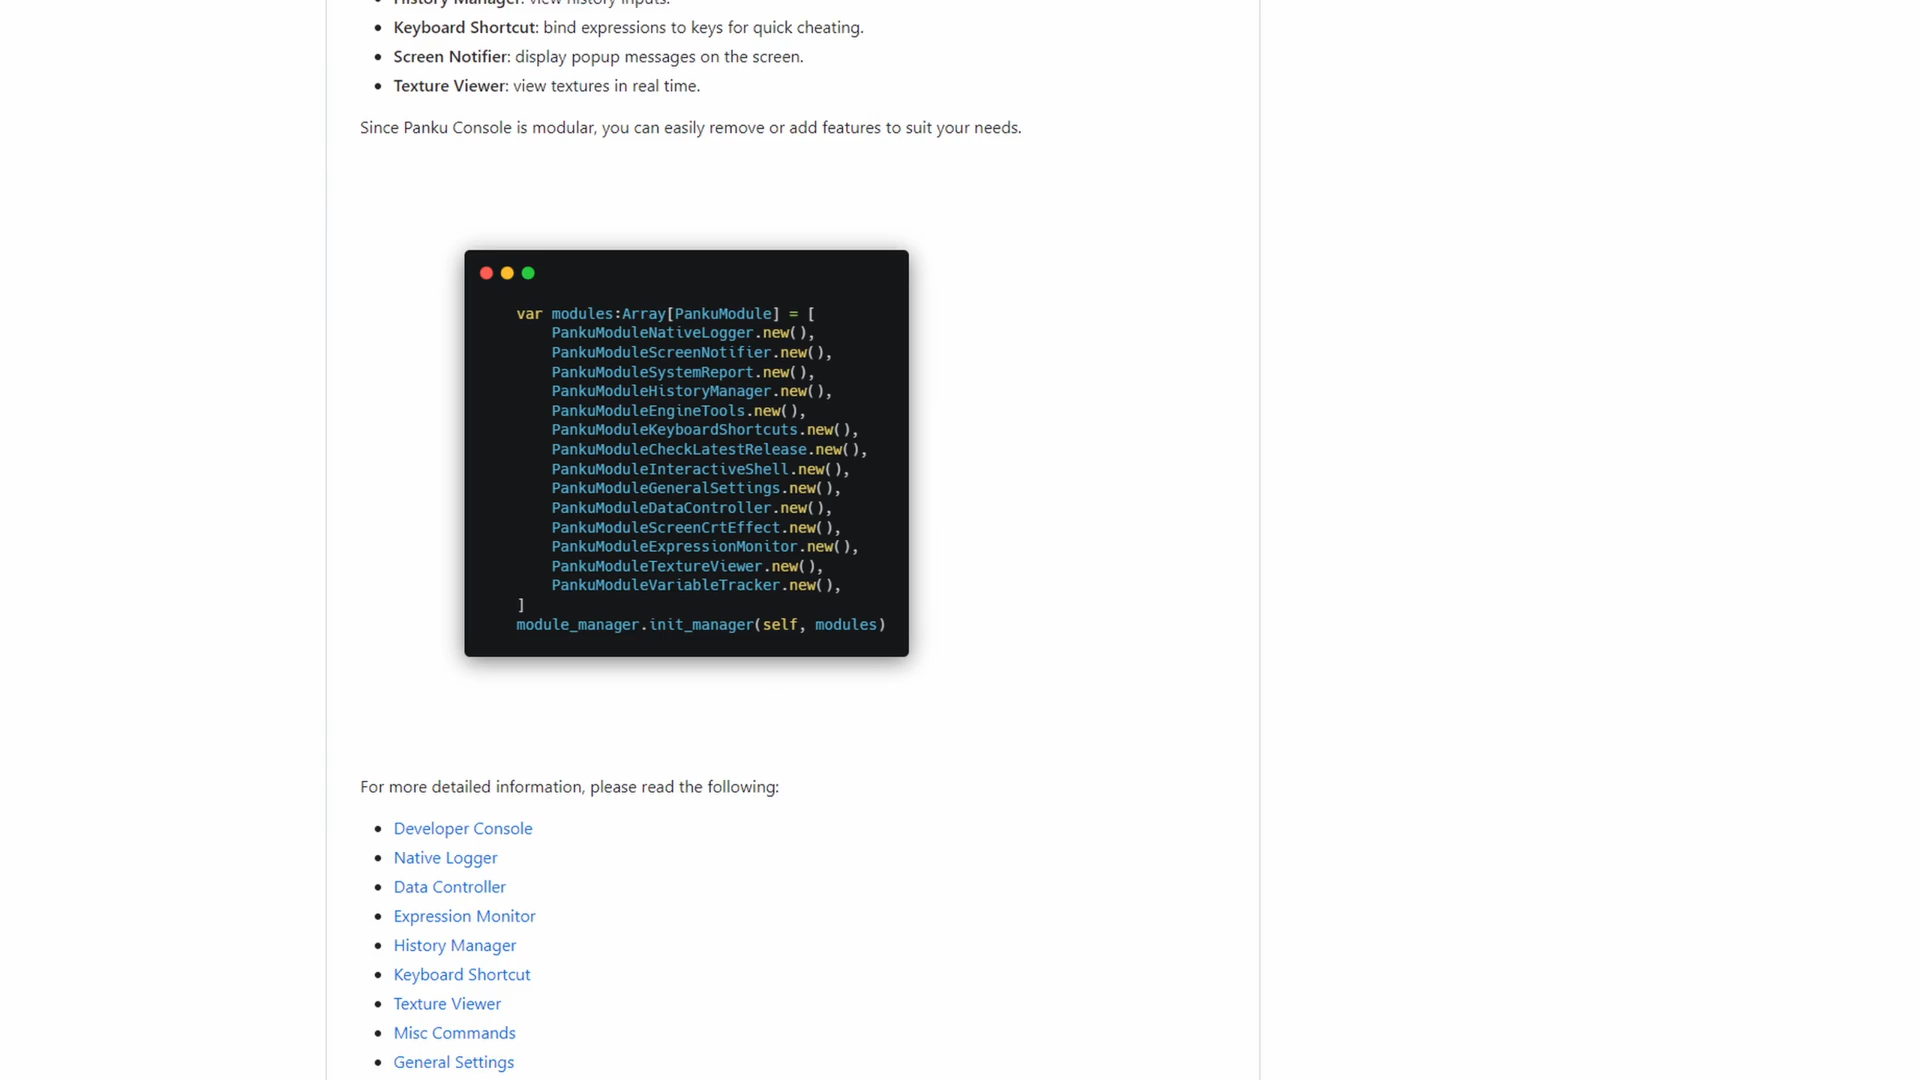 History Manager: view history inputs.
Keyboard Shortcut: bind expressions to keys for quick cheating.
Screen Notifier: display popup messages on the screen.
Texture Viewer: view textures in real time.
Since Panku Console is modular, you can easily remove or add features to suit your needs.
var modules:Array[PankuModule] = [
PankuModuleNativeLogger.new(),
PankuModuleScreenNotifier.new(),
PankuModuleSystemReport.new(),
PankuModuleHistoryManager.new(),
PankuModuleEngineTools.new(),
PankuModuleKeyboardShortcuts.new(),
PankuModuleCheckLatestRelease.new(),
PankuModuleInteractiveShell.new(),
PankuModuleGeneralSettings.new(),
PankuModuleDataController.new(),
PankuModuleScreenCrtEffect.new(),
PankuModuleExpressionMonitor.new(),
PankuModuleTextureViewer.new(),
PankuModuleVariableTracker.new(),
]
module_manager.init_manager(self, modules)
For more detailed information, please read the following:
Developer Console
Native Logger
Data Controller
Expression Monitor
History Manager
Keyboard Shortcut
Texture Viewer
Misc Commands
General Settings